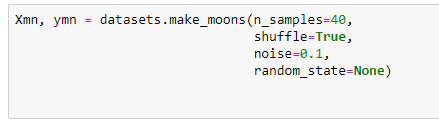 Xmn, ymn = datasets.make_moons(n_samples=40,
shuffle=True,
noise=0.1,
random_state=None)